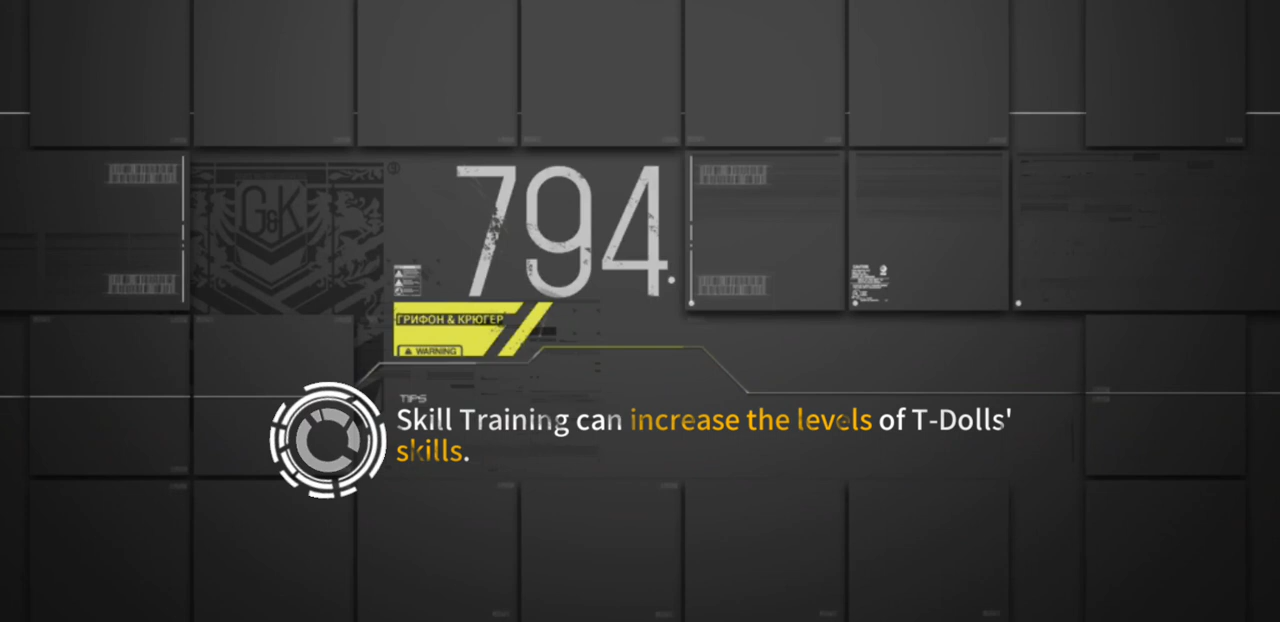 G&K
794.
ГРИФОН & КРЮГЕР
WARNING
TIPS
Skill Training can increase the levels of T-Dolls'
skills.